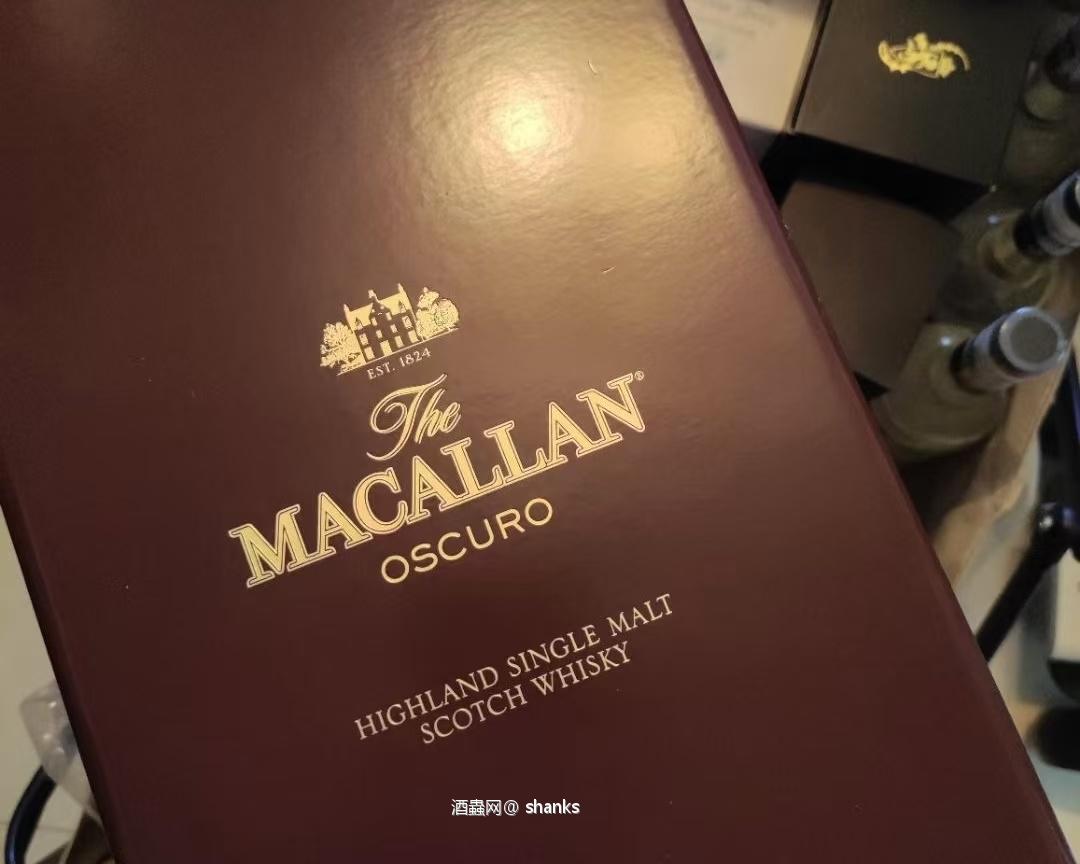 EST. 1824
The
MACALLAN®
OSCURO
HIGHLAND SINGLE MALT
SCOTCH WHISKY
酒蟲网@ shanks